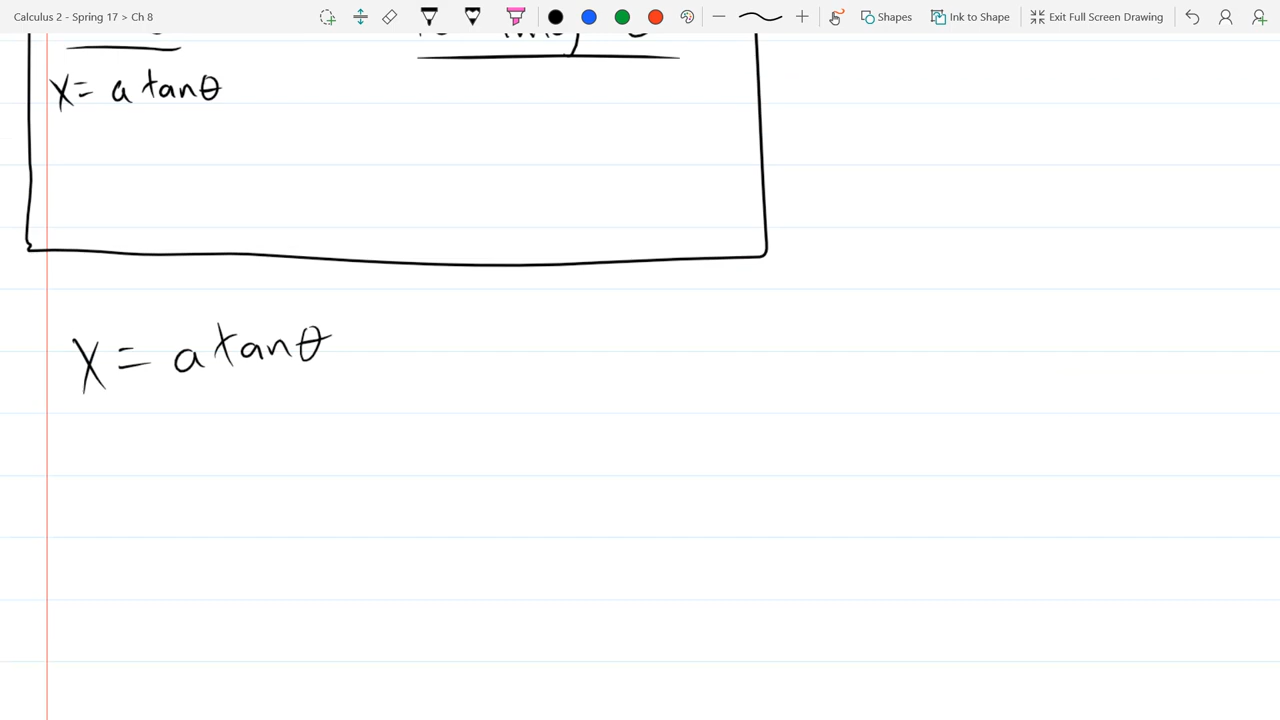 Calculus 2 - Spring 17 > Ch 8
Shapes
Ink to Shape
Exit Full Screen Drawing
x = a tanθ
x = a tanθ